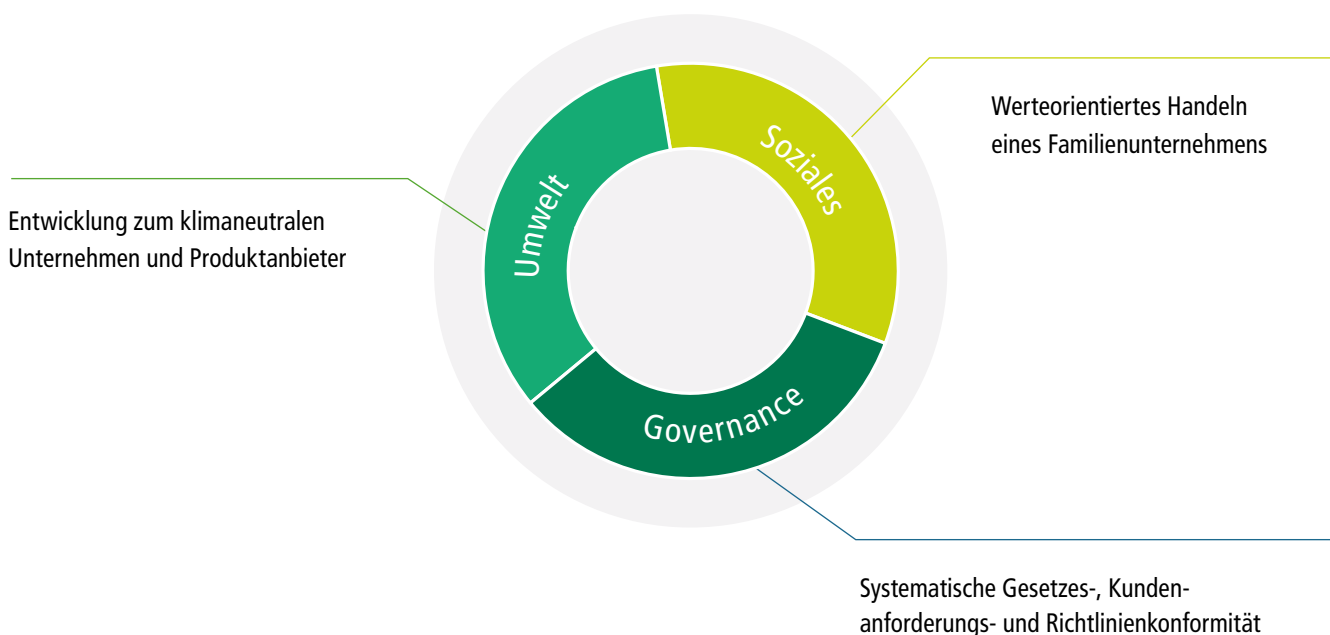 Werteorientiertes Handeln
eines Familienunternehmens
Soziales
Umwelt
Entwicklung zum klimaneutralen
Unternehmen und Produktanbieter
Governance
Systematische Gesetzes-, Kunden-
anforderungs- und Richtlinienkonformität